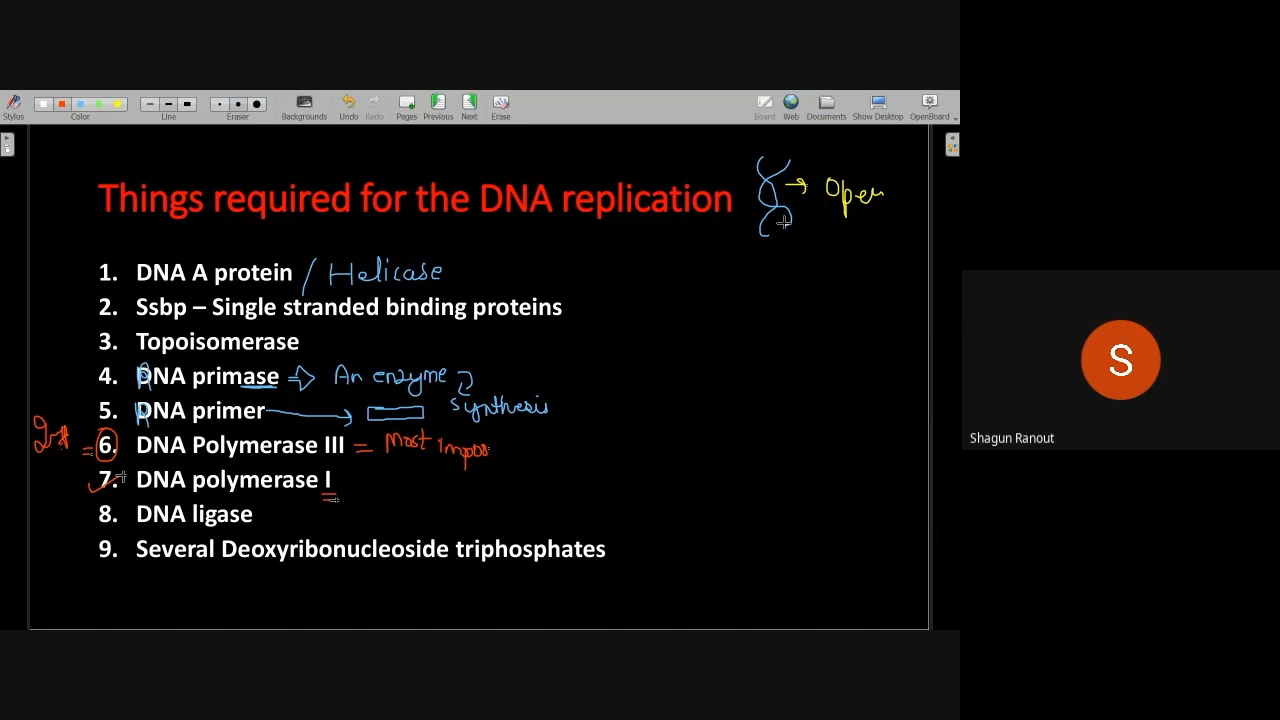 Stylus Color Line Eraser Backgrounds Undo Redo Pages Previous Next Erase Board Web Documents Show Desktop OpenBoard
Things required for the DNA replication
Open
1. DNA A protein / Helicase
2. Ssbp – Single stranded binding proteins
3. Topoisomerase
4. RNA primase ⇒ An enzyme
synthesis
5. RNA primer
6. DNA Polymerase III = Most impor
7. DNA polymerase I
8. DNA ligase
9. Several Deoxyribonucleoside triphosphates
S
Shagun Ranout